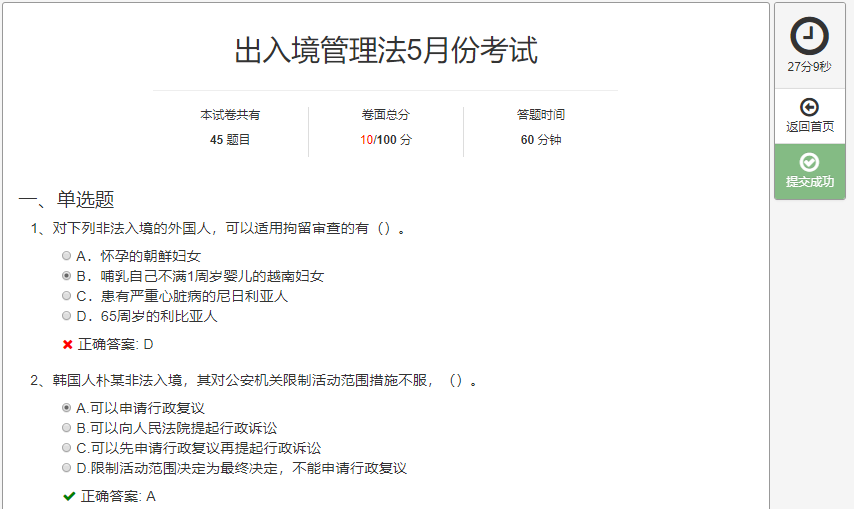 出入境管理法5月份考试
27分9秒
返回首页
提交成功
本试卷共有 卷面总分 答题时间
45 题目 10/100 分 60 分钟
一、单选题
1、对下列非法入境的外国人，可以适用拘留审查的有（）。
A．怀孕的朝鲜妇女
B．哺乳自己不满1周岁婴儿的越南妇女
C．患有严重心脏病的尼日利亚人
D．65周岁的利比亚人
正确答案: D
2、韩国人朴某非法入境，其对公安机关限制活动范围措施不服，（）。
A.可以申请行政复议
B.可以向人民法院提起行政诉讼
C.可以先申请行政复议再提起行政诉讼
D.限制活动范围决定为最终决定，不能申请行政复议
正确答案: A